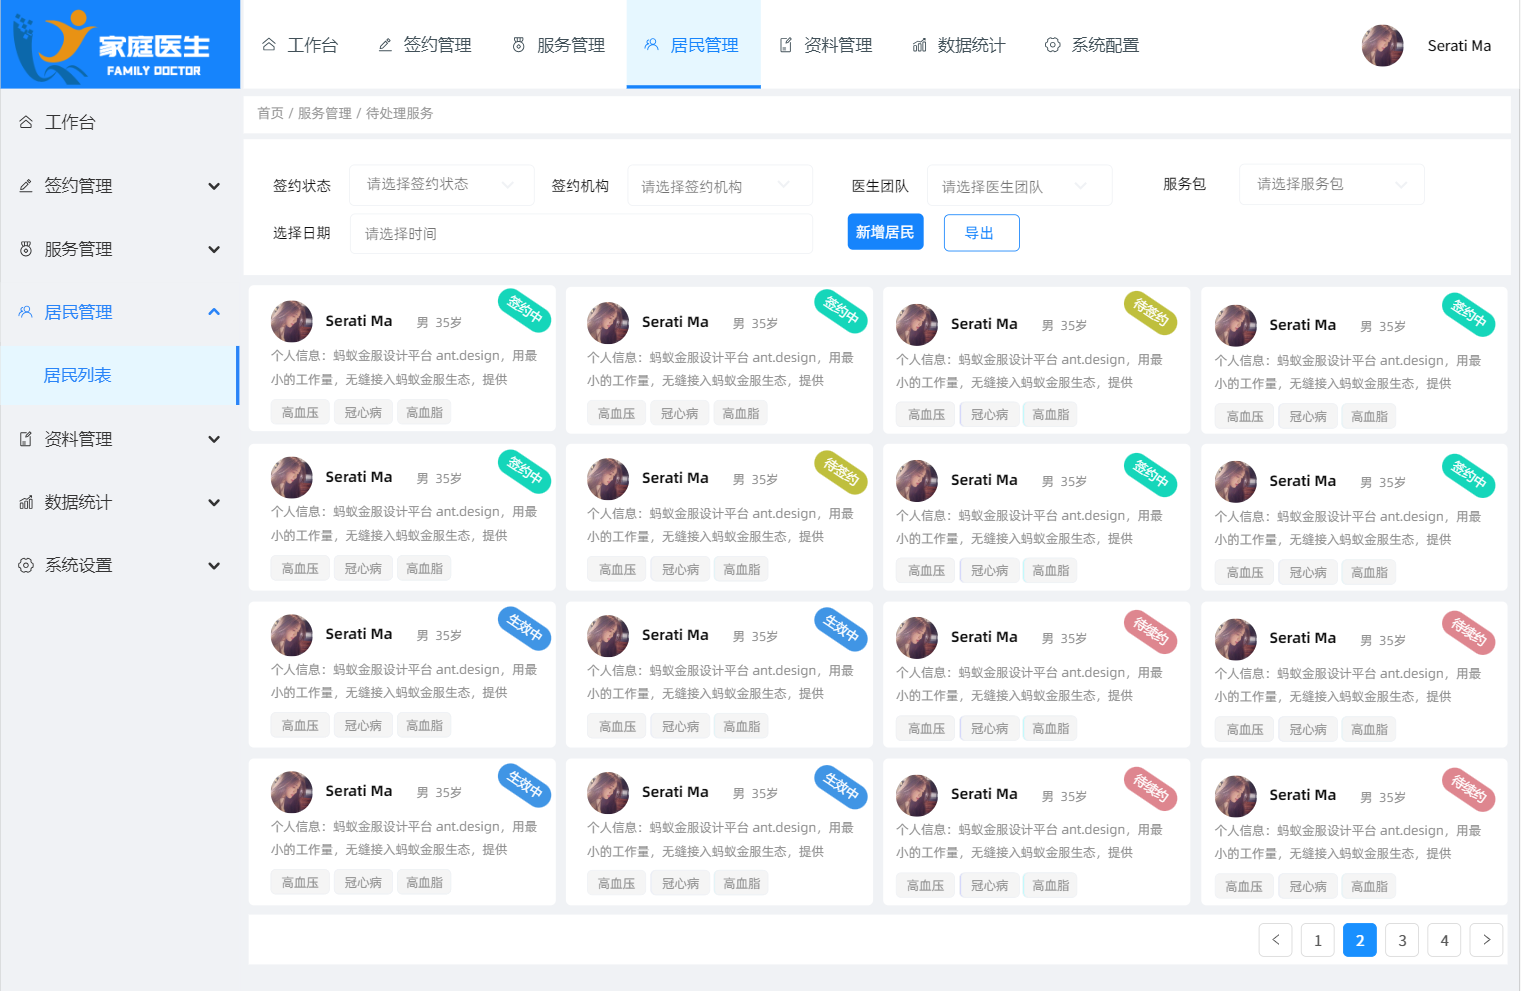 家庭医生
FAMILY DOCTOR
工作台 签约管理 服务管理 居民管理 资料管理 数据统计 系统配置 Serati Ma
工作台
签约管理
服务管理
居民管理
居民列表
资料管理
数据统计
系统设置
首页 / 服务管理 / 待处理服务
签约状态 请选择签约状态 签约机构 请选择签约机构 医生团队 请选择医生团队 服务包 请选择服务包
选择日期 请选择时间 新增居民 导出
Serati Ma 男 35岁 签约中
个人信息：蚂蚁金服设计平台 ant.design，用最
小的工作量，无缝接入蚂蚁金服生态，提供
高血压 冠心病 高血脂
Serati Ma 男 35岁 签约中
个人信息：蚂蚁金服设计平台 ant.design，用最
小的工作量，无缝接入蚂蚁金服生态，提供
高血压 冠心病 高血脂
Serati Ma 男 35岁 待签约
个人信息：蚂蚁金服设计平台 ant.design，用最
小的工作量，无缝接入蚂蚁金服生态，提供
高血压 冠心病 高血脂
Serati Ma 男 35岁 签约中
个人信息：蚂蚁金服设计平台 ant.design，用最
小的工作量，无缝接入蚂蚁金服生态，提供
高血压 冠心病 高血脂
Serati Ma 男 35岁 签约中
个人信息：蚂蚁金服设计平台 ant.design，用最
小的工作量，无缝接入蚂蚁金服生态，提供
高血压 冠心病 高血脂
Serati Ma 男 35岁 待签约
个人信息：蚂蚁金服设计平台 ant.design，用最
小的工作量，无缝接入蚂蚁金服生态，提供
高血压 冠心病 高血脂
Serati Ma 男 35岁 签约中
个人信息：蚂蚁金服设计平台 ant.design，用最
小的工作量，无缝接入蚂蚁金服生态，提供
高血压 冠心病 高血脂
Serati Ma 男 35岁 签约中
个人信息：蚂蚁金服设计平台 ant.design，用最
小的工作量，无缝接入蚂蚁金服生态，提供
高血压 冠心病 高血脂
Serati Ma 男 35岁 生效中
个人信息：蚂蚁金服设计平台 ant.design，用最
小的工作量，无缝接入蚂蚁金服生态，提供
高血压 冠心病 高血脂
Serati Ma 男 35岁 生效中
个人信息：蚂蚁金服设计平台 ant.design，用最
小的工作量，无缝接入蚂蚁金服生态，提供
高血压 冠心病 高血脂
Serati Ma 男 35岁 待续约
个人信息：蚂蚁金服设计平台 ant.design，用最
小的工作量，无缝接入蚂蚁金服生态，提供
高血压 冠心病 高血脂
Serati Ma 男 35岁 待续约
个人信息：蚂蚁金服设计平台 ant.design，用最
小的工作量，无缝接入蚂蚁金服生态，提供
高血压 冠心病 高血脂
Serati Ma 男 35岁 生效中
个人信息：蚂蚁金服设计平台 ant.design，用最
小的工作量，无缝接入蚂蚁金服生态，提供
高血压 冠心病 高血脂
Serati Ma 男 35岁 生效中
个人信息：蚂蚁金服设计平台 ant.design，用最
小的工作量，无缝接入蚂蚁金服生态，提供
高血压 冠心病 高血脂
Serati Ma 男 35岁 待续约
个人信息：蚂蚁金服设计平台 ant.design，用最
小的工作量，无缝接入蚂蚁金服生态，提供
高血压 冠心病 高血脂
Serati Ma 男 35岁 待续约
个人信息：蚂蚁金服设计平台 ant.design，用最
小的工作量，无缝接入蚂蚁金服生态，提供
高血压 冠心病 高血脂
< 1 2 3 4 >